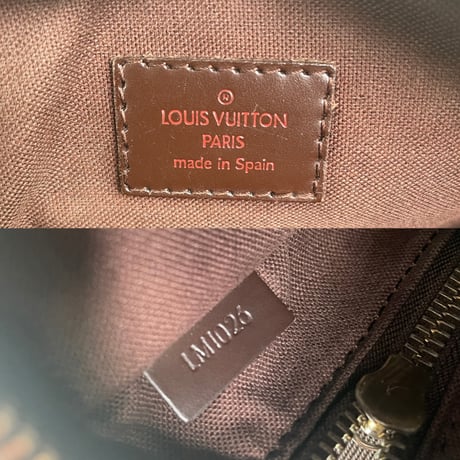 LOUIS VUITTON
PARIS
made in Spain
LM1026